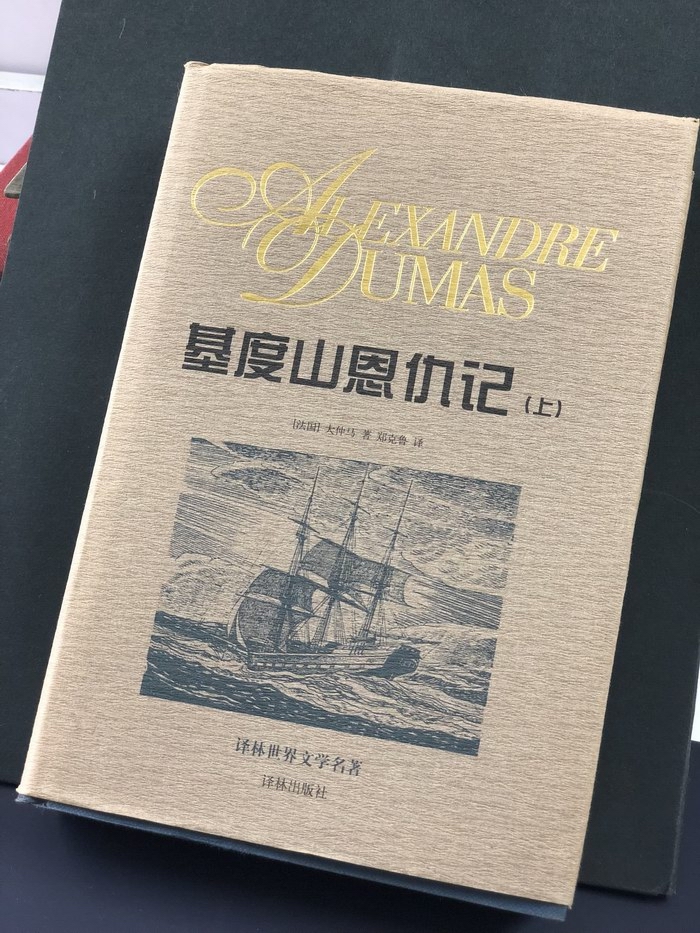 ALEXANDRE
DUMAS
基度山恩仇记(上)
[法国] 大仲马 著 郑克鲁 译
译林世界文学名著
译林出版社